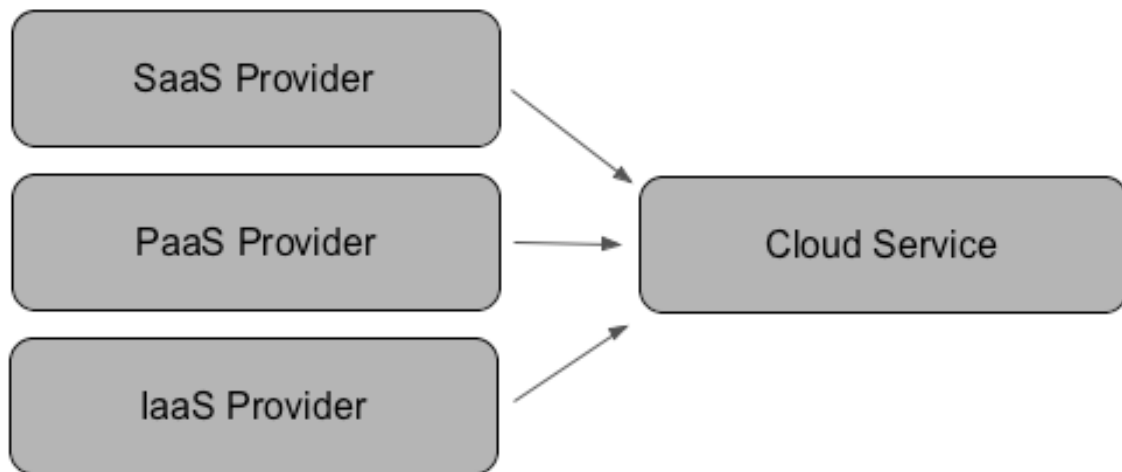 SaaS Provider
PaaS Provider
Cloud Service
IaaS Provider